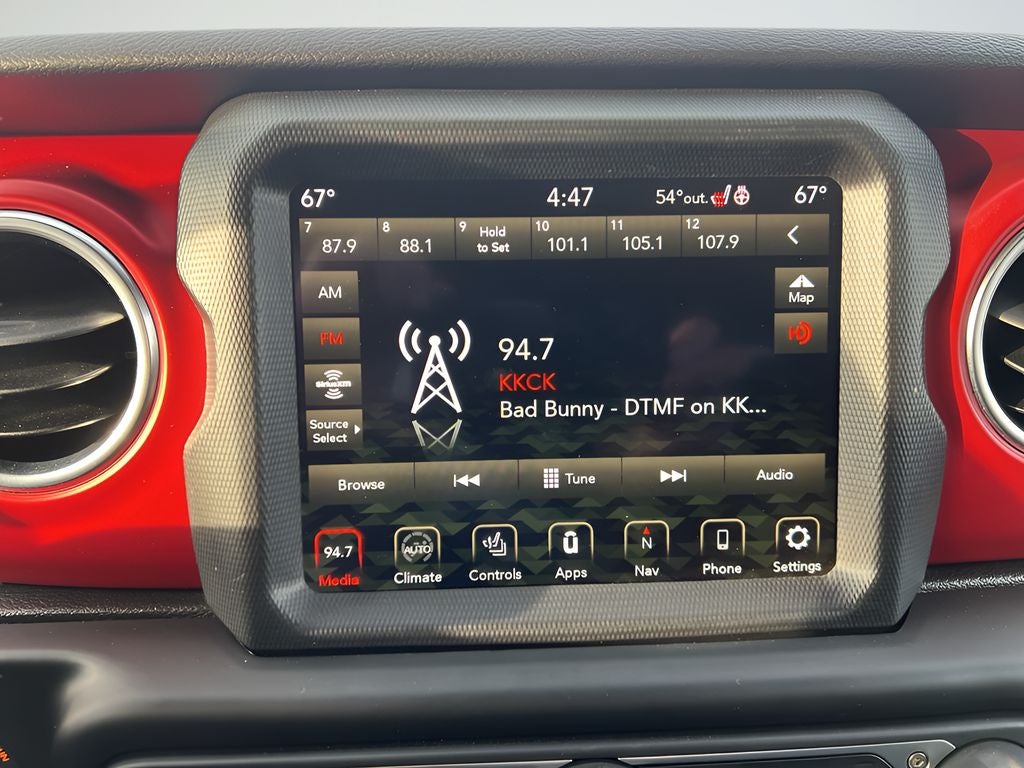 67° 4:47 54°out. 67°
7 87.9 8 88.1 9 Hold to Set 10 101.1 11 105.1 12 107.9
AM
Map
FM
HD
94.7
KKCK
SiriusXM
Bad Bunny - DTMF on KK...
Source
Select
Browse Tune Audio
94.7 AUTO N
Media Climate Controls Apps Nav Phone Settings